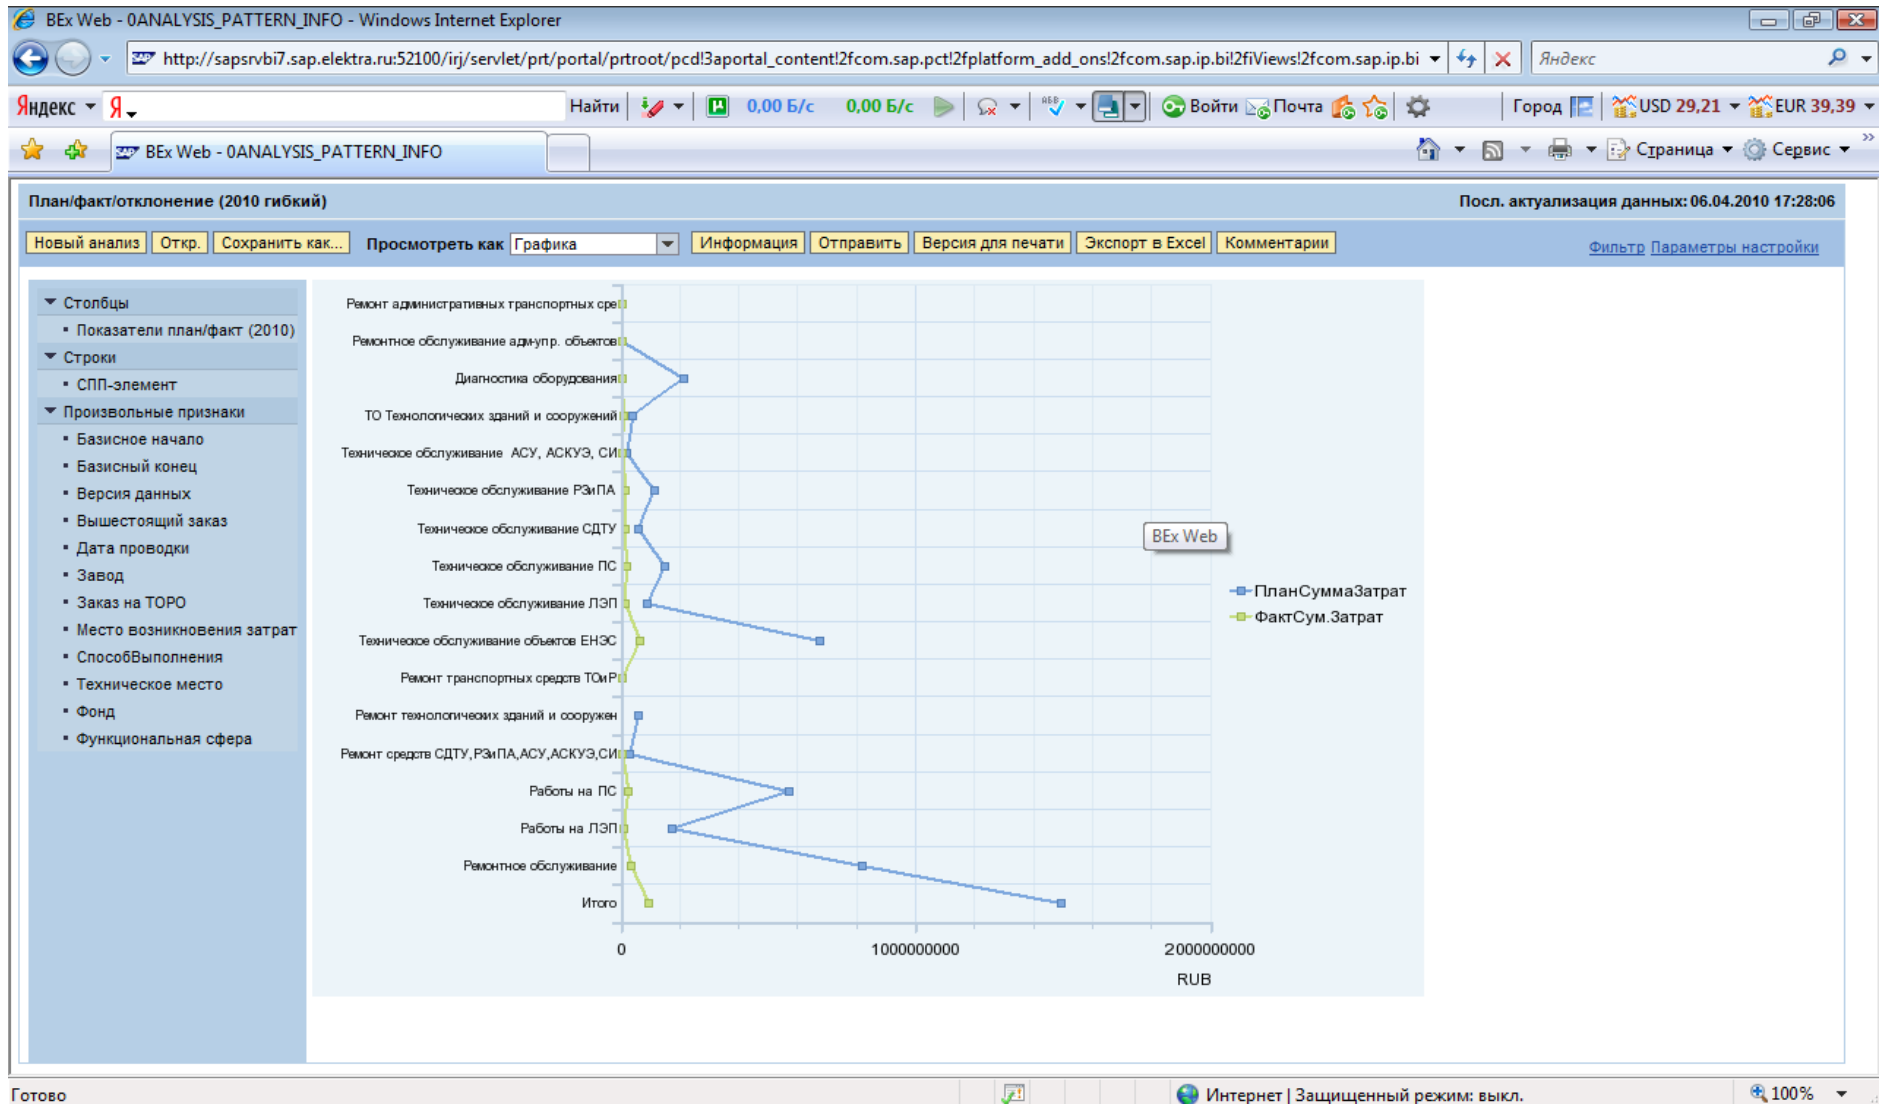 BEx Web - 0ANALYSIS_PATTERN_INFO - Windows Internet Explorer
http://sapsrvbi7.sap.elektra.ru:52100/irj/servlet/prt/portal/prtroot/pcd!3aportal_content!2fcom.sap.pct!2fplatform_add_ons!2fcom.sap.ip.bi!2fiViews!2fcom.sap.ip.bi
Яндекс
Яндекс Я Найти 0,00 Б/с 0,00 Б/с Войти Почта Город USD 29,21 EUR 39,39
BEx Web - 0ANALYSIS_PATTERN_INFO
Страница Сервис
План/факт/отклонение (2010 гибкий)
Посл. актуализация данных: 06.04.2010 17:28:06
Новый анализ Откр. Сохранить как... Просмотреть как Графика Информация Отправить Версия для печати Экспорт в Excel Комментарии
Фильтр Параметры настройки
Столбцы
Показатели план/факт (2010)
Строки
СПП-элемент
Произвольные признаки
Базисное начало
Базисный конец
Версия данных
Вышестоящий заказ
Дата проводки
Завод
Заказ на ТОРО
Место возникновения затрат
СпособВыполнения
Техническое место
Фонд
Функциональная сфера
Ремонт административных транспортных сре
Ремонтное обслуживание адм-упр. объектов
Диагностика оборудования
ТО Технологических зданий и сооружений
Техническое обслуживание АСУ, АСКУЭ, СИ
Техническое обслуживание РЗиПА
Техническое обслуживание СДТУ
Техническое обслуживание ПС
Техническое обслуживание ЛЭП
Техническое обслуживание объектов ЕНЭС
Ремонт транспортных средств ТОиР
Ремонт технологических зданий и сооружен
Ремонт средств СДТУ,РЗиПА,АСУ,АСКУЭ,СИ
Работы на ПС
Работы на ЛЭП
Ремонтное обслуживание
Итого
0
1000000000
2000000000
RUB
BEx Web
ПланСуммаЗатрат
ФактСум.Затрат
Готово
Интернет | Защищенный режим: выкл.
100%